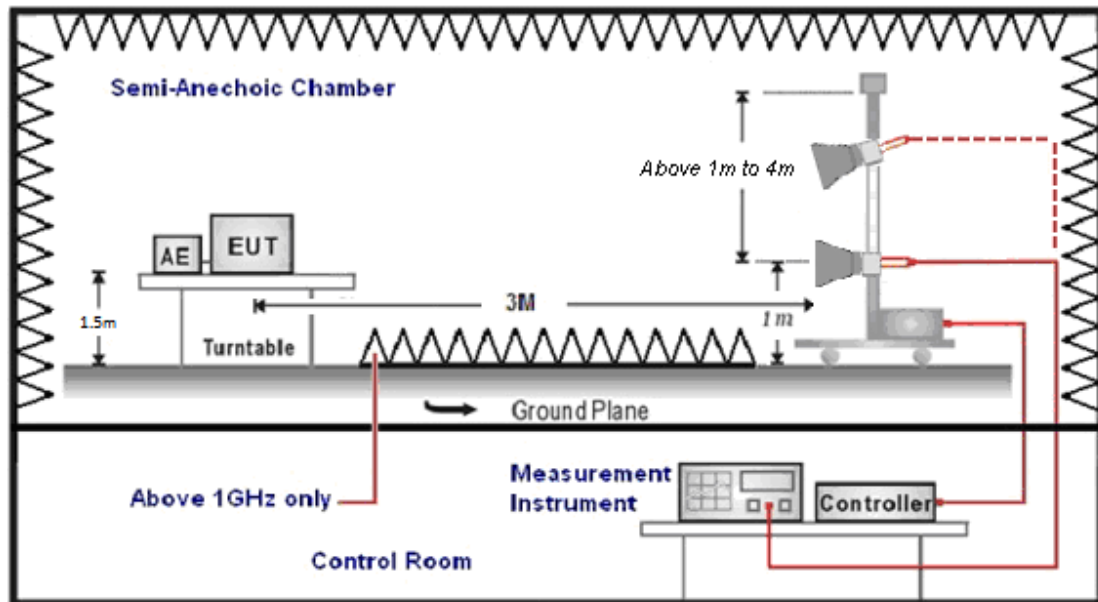 Semi-Anechoic Chamber
Above 1m to 4m
AE
EUT
3M
1m
1.5m
Turntable
Ground Plane
Above 1GHz only
Measurement
Instrument
Controller
Control Room